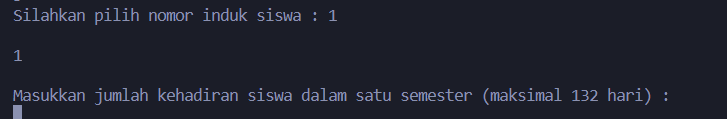 Silahkan pilih nomor induk siswa : 1
1
Masukkan jumlah kehadiran siswa dalam satu semester (maksimal 132 hari) :